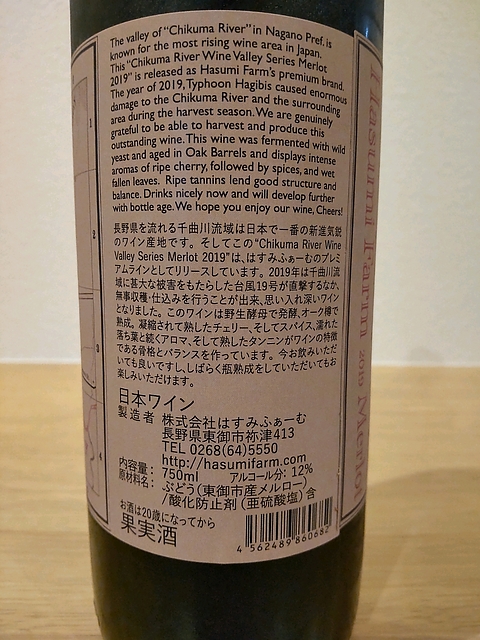 The valley of "Chikuma River" in Nagano Pref. is
known for the most rising wine area in Japan.
This "Chikuma River Wine Valley Series Merlot
2019" is released as Hasumi Farm's premium brand.
The year of 2019, Typhoon Hagibis caused enormous
damage to the Chikuma River and the surrounding
area during the harvest season. We are genuinely
grateful to be able to harvest and produce this
outstanding wine. This wine was fermented with wild
yeast and aged in Oak Barrels and displays intense
aromas of ripe cherry, followed by spices, and wet
fallen leaves. Ripe tannins lend good structure and
balance. Drinks nicely now and will develop further
with bottle age. We hope you enjoy our wine, Cheers!
長野県を流れる千曲川流域は日本で一番の新進気鋭
のワイン産地です。そしてこの"Chikuma River Wine
Valley Series Merlot 2019"は、はすみふぁーむのプレミ
アムラインとしてリリースしています。2019年は千曲川流
域に甚大な被害をもたらした台風19号が直撃するなか、
無事収穫・仕込みを行うことが出来、思い入れ深いワイン
となりました。このワインは野生酵母で発酵、オーク樽で
熟成。凝縮されて熟したチェリー、そしてスパイス、濡れた
落ち葉と続くアロマ、そして熟したタンニンがワインの特徴
である骨格とバランスを作っています。今お飲みいただ
いても良いですし、しばらく瓶熟成をしていただいてもお
楽しみいただけます。
日本ワイン
製造者 株式会社はすみふぁーむ
長野県東御市祢津413
TEL 0268(64)5550
http://hasumifarm.com
内容量: 750ml アルコール分: 12%
原材料名: ぶどう(東御市産メルロー)
/酸化防止剤(亜硫酸塩)含
お酒は20歳になってから
果実酒
4 562489 860682
Hasumi Farm 2019 Merlot
1
2
3
4